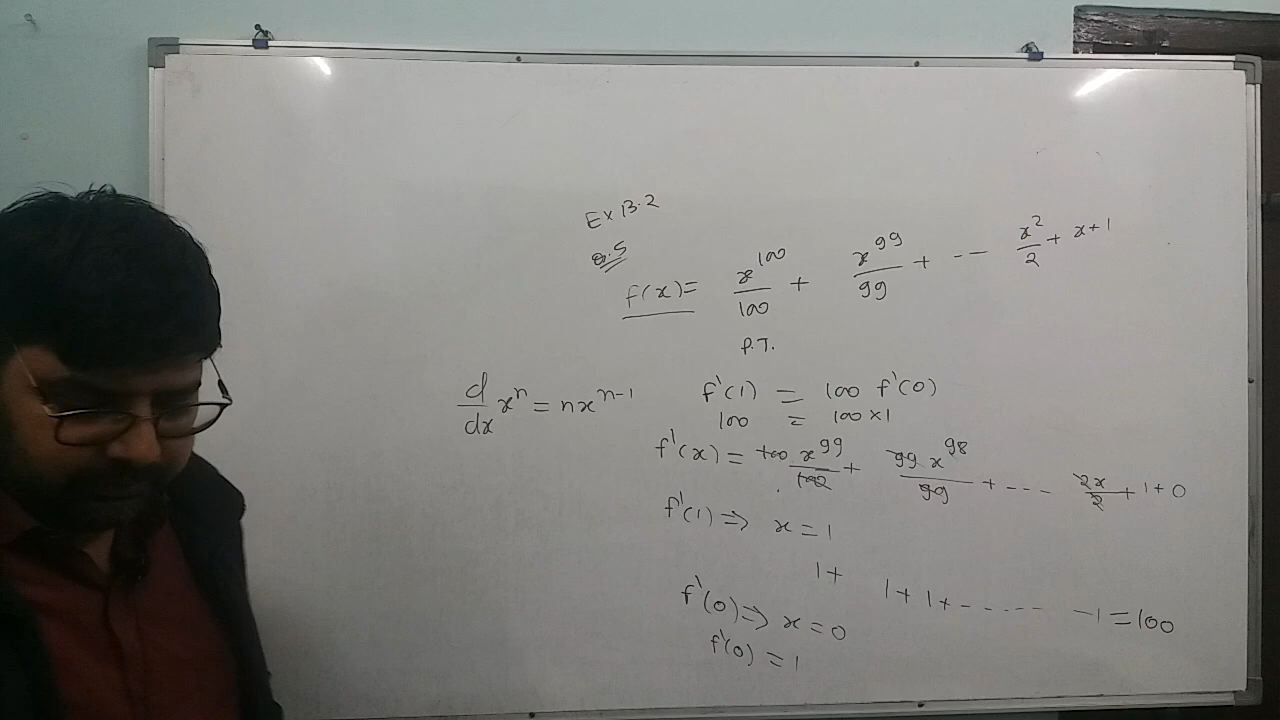 Ex 13.2
Q.5
f(x) = x^100/100 + x^99/99 + --- x^2/2 + x + 1
P.T.
d/dx x^n = nx^n-1
f'(1) = 100 f'(0)
100 = 100 × 1
f'(x) = 100 x^99/100 + 99 x^98/99 + ---- 2x/2 + 1 + 0
f'(1) ⇒ x = 1
1 + 1 + 1 + ------ -1 = 100
f'(0) ⇒ x = 0
f'(0) = 1